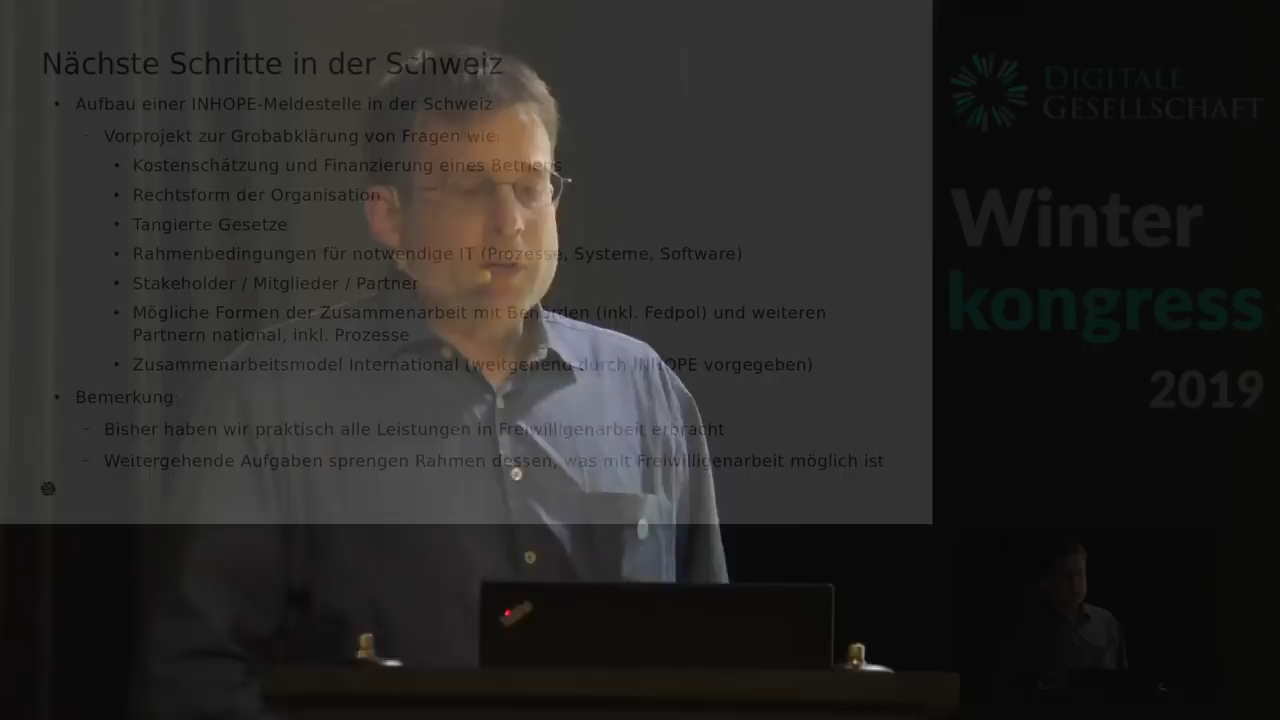 Nächste Schritte in der Schweiz
• Aufbau einer INHOPE-Meldestelle in der Schweiz
– Vorprojekt zur Grobabklärung von Fragen wie:
• Kostenschätzung und Finanzierung eines Betriebs
• Rechtsform der Organisation
• Tangierte Gesetze
• Rahmenbedingungen für notwendige IT (Prozesse, Systeme, Software)
• Stakeholder / Mitglieder / Partner
• Mögliche Formen der Zusammenarbeit mit Behörden (inkl. Fedpol) und weiteren
Partnern national, inkl. Prozesse
• Zusammenarbeitsmodel International (weitgehend durch INHOPE vorgegeben)
• Bemerkung:
– Bisher haben wir praktisch alle Leistungen in Freiwilligenarbeit erbracht
– Weitergehende Aufgaben sprengen Rahmen dessen, was mit Freiwilligenarbeit möglich ist
DIGITALE
GESELLSCHAFT
Winter
kongress
2019